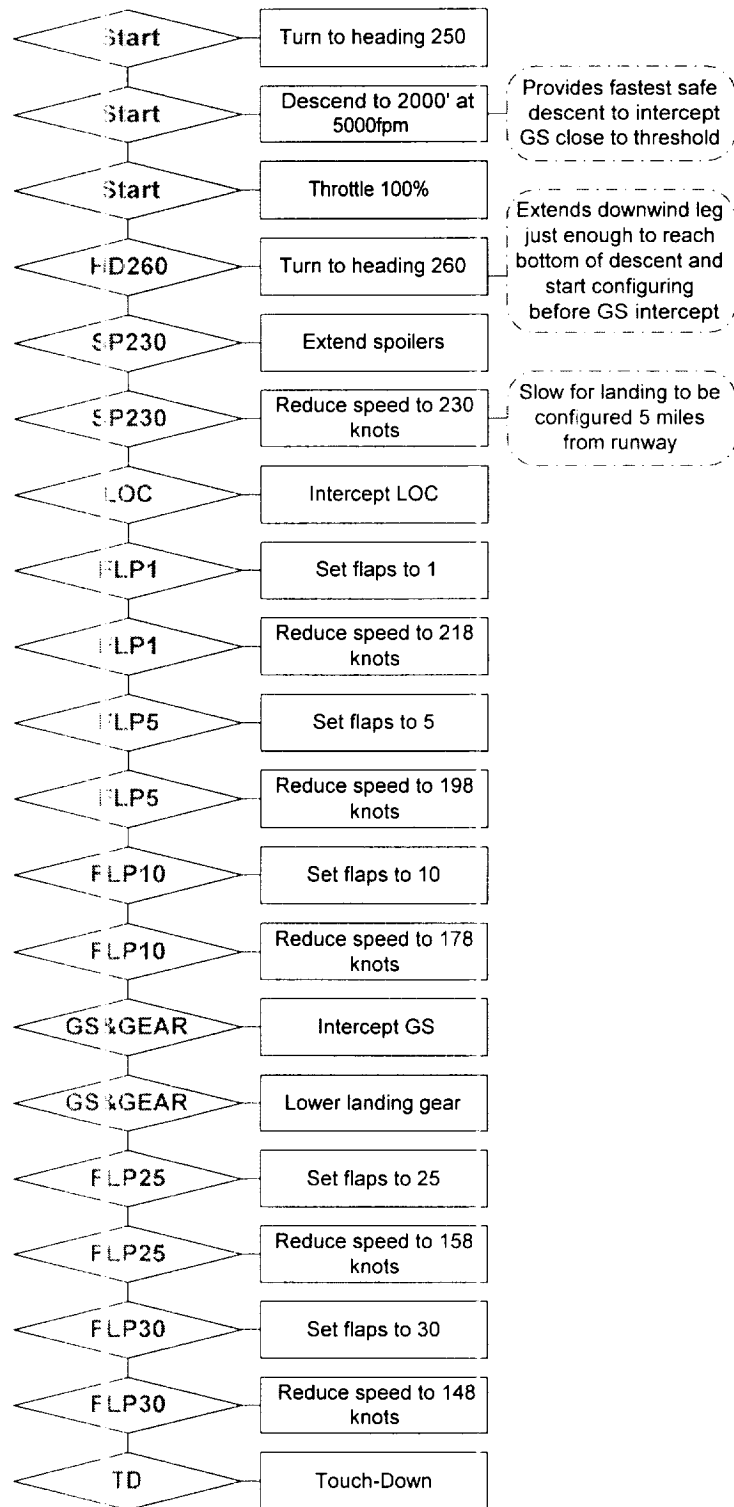 Start
Turn to heading 250
Start
Descend to 2000' at
5000fpm
Provides fastest safe
descent to intercept
GS close to threshold
Start
Throttle 100%
HD260
Turn to heading 260
Extends downwind leg
just enough to reach
bottom of descent and
start configuring
before GS intercept
SP230
Extend spoilers
SP230
Reduce speed to 230
knots
Slow for landing to be
configured 5 miles
from runway
LOC
Intercept LOC
FLP1
Set flaps to 1
FLP1
Reduce speed to 218
knots
FLP5
Set flaps to 5
FLP5
Reduce speed to 198
knots
FLP10
Set flaps to 10
FLP10
Reduce speed to 178
knots
GS&GEAR
Intercept GS
GS&GEAR
Lower landing gear
FLP25
Set flaps to 25
FLP25
Reduce speed to 158
knots
FLP30
Set flaps to 30
FLP30
Reduce speed to 148
knots
TD
Touch-Down